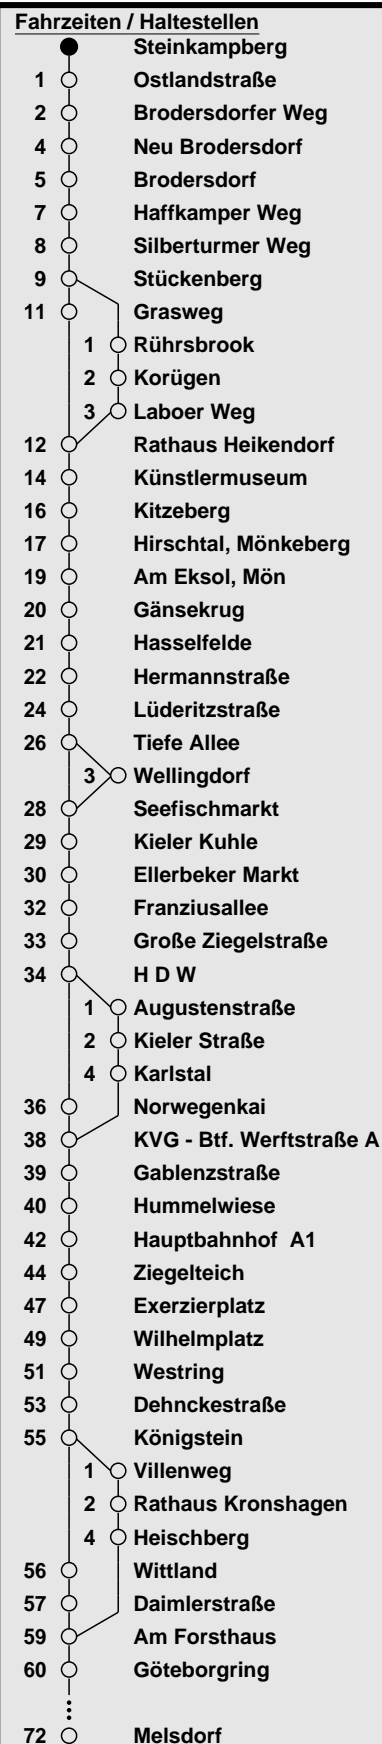 Fahrzeiten / Haltestellen
Steinkampberg
1 Ostlandstraße
2 Brodersdorfer Weg
4 Neu Brodersdorf
5 Brodersdorf
7 Haffkamper Weg
8 Silberturmer Weg
9 Stückenberg
11 Grasweg
1 Rührsbrook
2 Korügen
3 Laboer Weg
12 Rathaus Heikendorf
14 Künstlermuseum
16 Kitzeberg
17 Hirschtal, Mönkeberg
19 Am Eksol, Mön
20 Gänsekrug
21 Hasselfelde
22 Hermannstraße
24 Lüderitzstraße
26 Tiefe Allee
3 Wellingdorf
28 Seefischmarkt
29 Kieler Kuhle
30 Ellerbeker Markt
32 Franziusallee
33 Große Ziegelstraße
34 H D W
1 Augustenstraße
2 Kieler Straße
4 Karlstal
36 Norwegenkai
38 KVG - Btf. Werftstraße A
39 Gablenzstraße
40 Hummelwiese
42 Hauptbahnhof A1
44 Ziegelteich
47 Exerzierplatz
49 Wilhelmplatz
51 Westring
53 Dehnckestraße
55 Königstein
1 Villenweg
2 Rathaus Kronshagen
4 Heischberg
56 Wittland
57 Daimlerstraße
59 Am Forsthaus
60 Göteborgring
72 Melsdorf